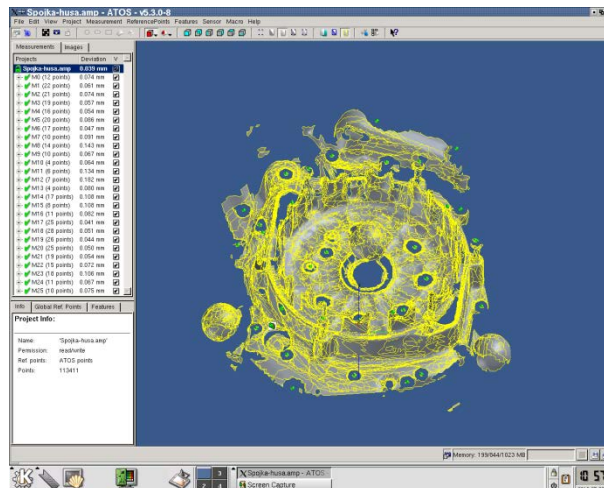 Spojka-husa.amp - ATOS - v5.3.0-8
File Edit View Project Measurement ReferencePoints Features Sensor Macro Help
Measurements Images
Projects Deviation V
Spojka-husa.amp 0.039 mm
M0 (12 points) 0.074 mm
M1 (22 points) 0.061 mm
M2 (21 points) 0.074 mm
M3 (19 points) 0.057 mm
M4 (16 points) 0.054 mm
M5 (20 points) 0.066 mm
M6 (17 points) 0.047 mm
M7 (10 points) 0.091 mm
M8 (14 points) 0.143 mm
M9 (10 points) 0.067 mm
M10 (4 points) 0.064 mm
M11 (6 points) 0.134 mm
M12 (7 points) 0.182 mm
M13 (4 points) 0.080 mm
M14 (17 points) 0.108 mm
M15 (8 points) 0.108 mm
M16 (11 points) 0.082 mm
M17 (25 points) 0.041 mm
M18 (26 points) 0.051 mm
M19 (26 points) 0.044 mm
M20 (25 points) 0.050 mm
M21 (19 points) 0.054 mm
M22 (15 points) 0.072 mm
M23 (16 points) 0.106 mm
M24 (11 points) 0.067 mm
M25 (10 points) 0.075 mm
Info Global Ref. Points Features
Project Info:
Name: 'Spojka-husa.amp'
Permission: read/write
Ref. points: ATOS points
Points: 113411
Memory: 199/644/1023 MB
Spojka-husa.amp - ATOS
Screen Capture
10 57